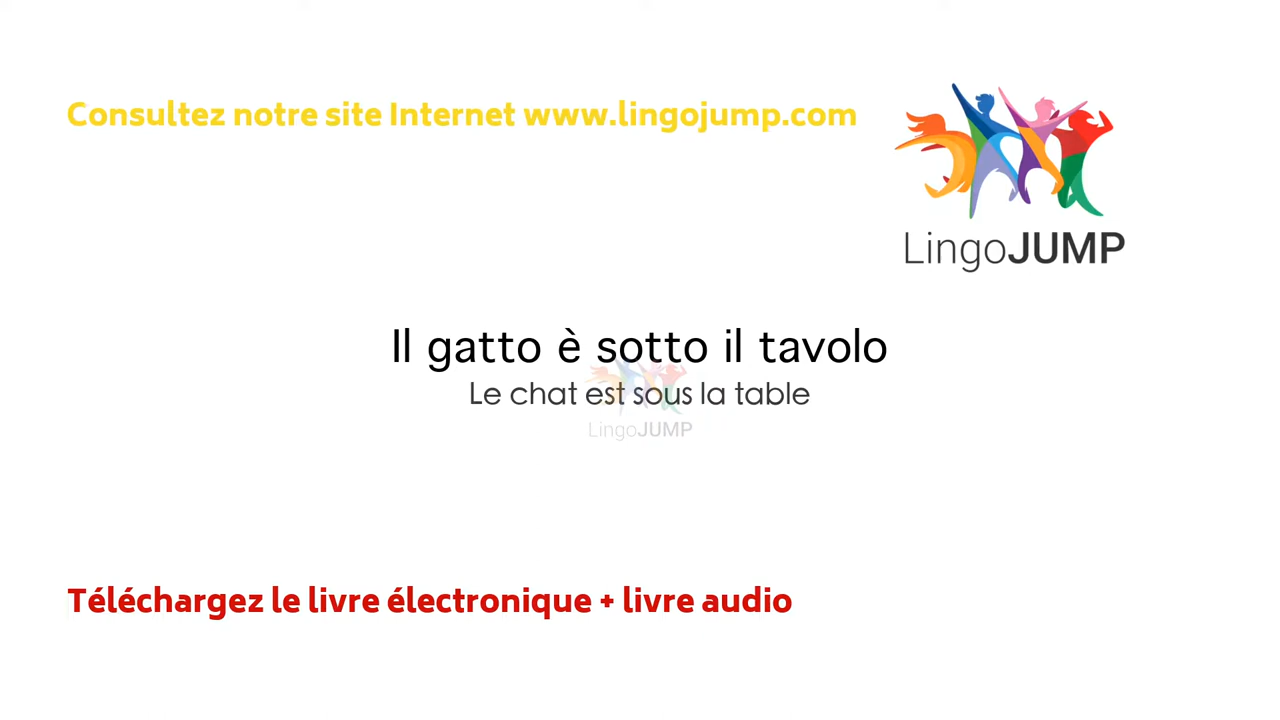 Consultez notre site Internet www.lingojump.com
LingoJUMP
Il gatto è sotto il tavolo
Le chat est sous la table
LingoJUMP
Téléchargez le livre électronique + livre audio